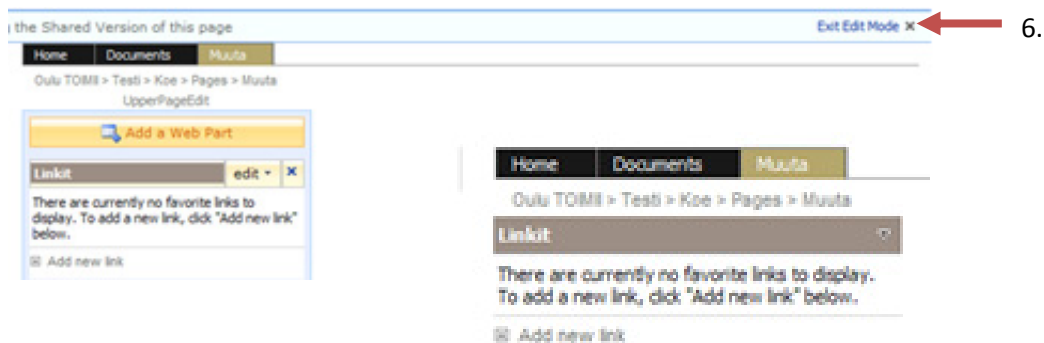 the Shared Version of this page
Exit Edit Mode ×
6.
Home Documents Muuta
Oulu TOIMII > Testi > Koe > Pages > Muuta
UpperPageEdit
Add a Web Part
Linkit edit ×
There are currently no favorite links to
display. To add a new link, click "Add new link"
below.
Add new link
Home Documents Muuta
Oulu TOIMII > Testi > Koe > Pages > Muuta
Linkit
There are currently no favorite links to display.
To add a new link, click "Add new link" below.
Add new link